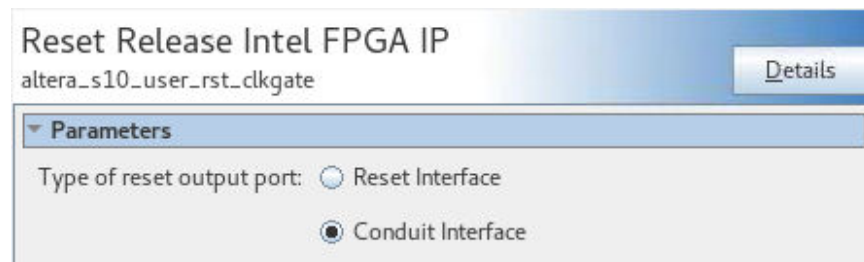 Reset Release Intel FPGA IP
altera_s10_user_rst_clkgate
Details
Parameters
Type of reset output port: Reset Interface
Conduit Interface